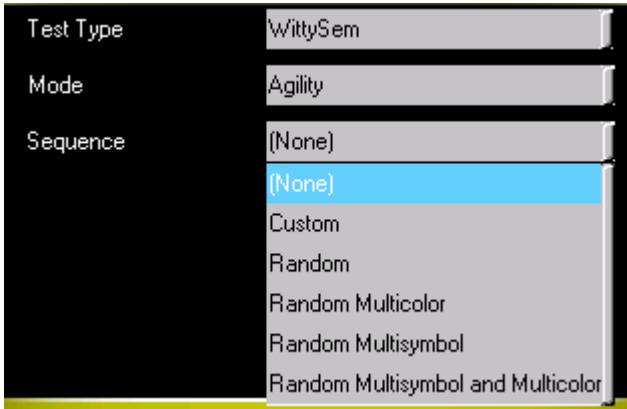 Test Type WittySem
Mode Agility
Sequence (None)
(None)
Custom
Random
Random Multicolor
Random Multisymbol
Random Multisymbol and Multicolor